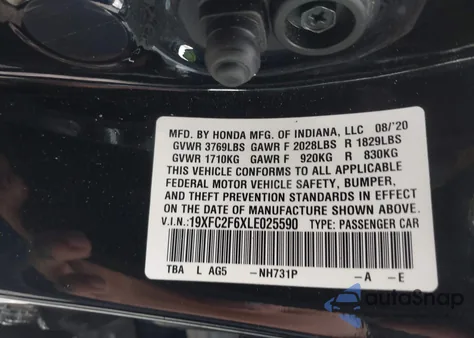 MFD. BY HONDA MFG. OF INDIANA, LLC 08/'20
GVWR 3769LBS GAWR F 2028LBS R 1829LBS
GVWR 1710KG GAWR F 920KG R 830KG
THIS VEHICLE CONFORMS TO ALL APPLICABLE
FEDERAL MOTOR VEHICLE SAFETY, BUMPER,
AND THEFT PREVENTION STANDARDS IN EFFECT
ON THE DATE OF MANUFACTURE SHOWN ABOVE.
V.I.N.:19XFC2F6XLE025590 TYPE: PASSENGER CAR
TBA L AG5 -NH731P -A -E
autoSnap